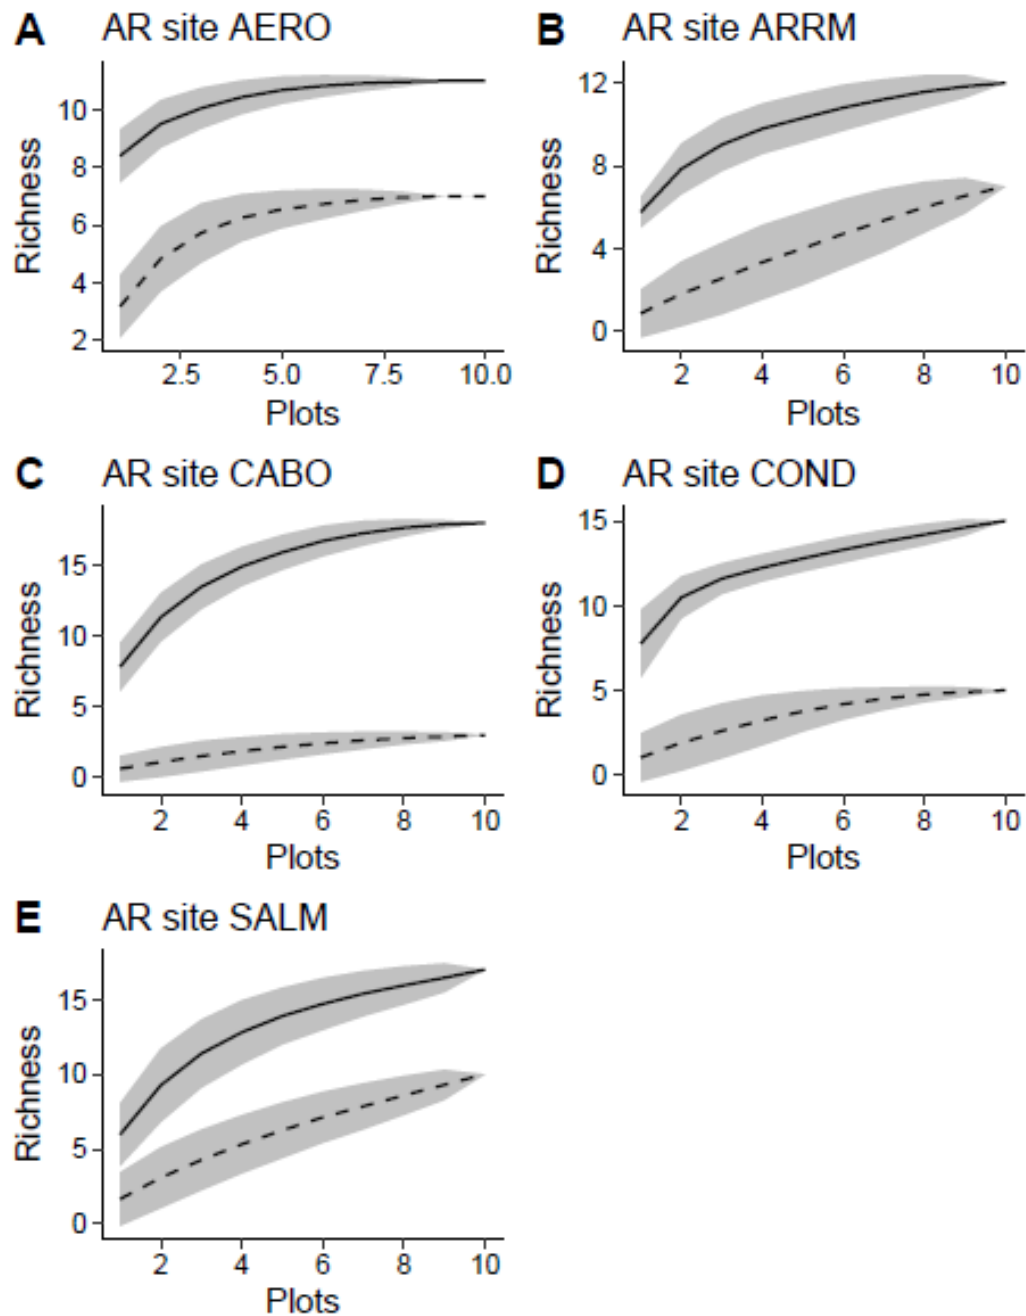 A AR site AERO
Richness
10
8
6
4
2
2.5 5.0 7.5 10.0
Plots
B AR site ARRM
Richness
12
8
4
0
2 4 6 8 10
Plots
C AR site CABO
Richness
15
10
5
0
2 4 6 8 10
Plots
D AR site COND
Richness
15
10
5
0
2 4 6 8 10
Plots
E AR site SALM
Richness
15
10
5
0
2 4 6 8 10
Plots